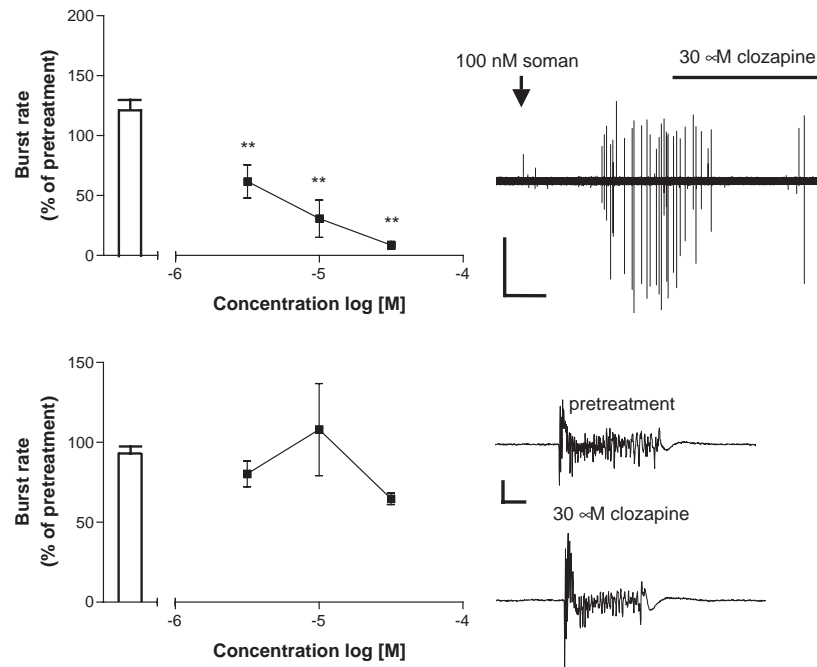 200
150
100
50
0
Burst rate
(% of pretreatment)
**
**
**
-6
-5
-4
Concentration log [M]
100 nM soman
30 ∝M clozapine
150
100
50
0
Burst rate
(% of pretreatment)
-6
-5
-4
Concentration log [M]
pretreatment
30 ∝M clozapine